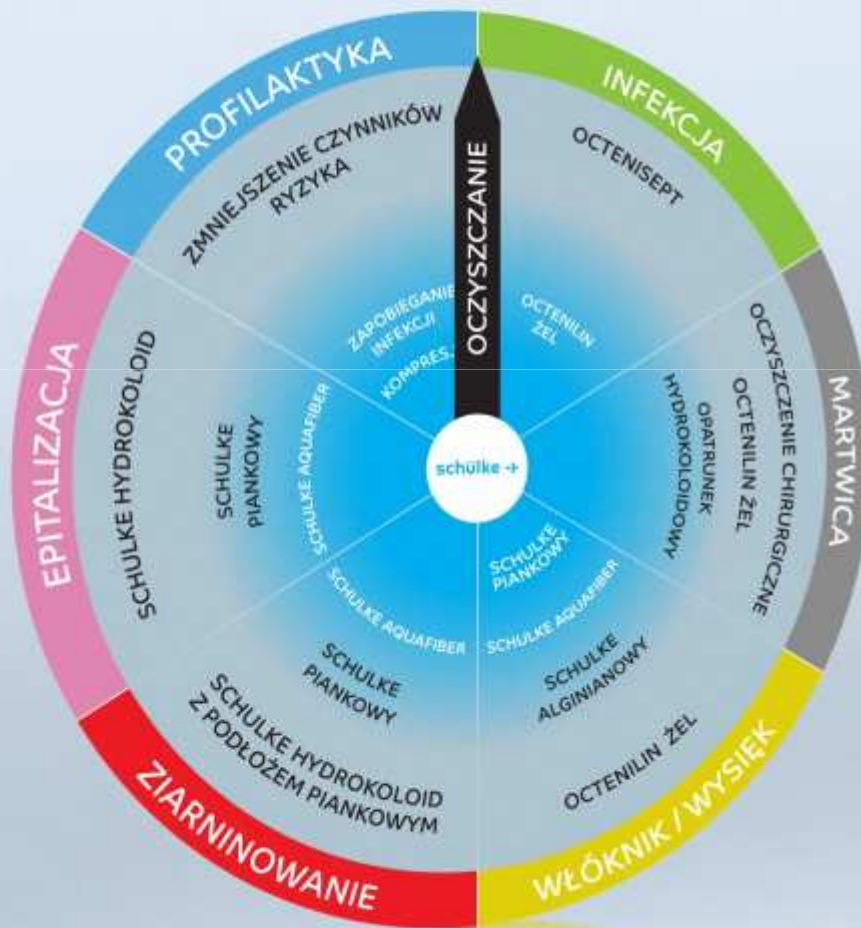 PROFILAKTYKA
ZMNIEJSZENIE CZYNNIKÓW
RYZYKA
ZAPOBIEGANIE
INFEKCJI
KOMPRES
OCZYSZCZANIE
INFEKCJA
OCTENISEPT
OCTENILIN
ŻEL
MARTWICA
OCZYSZCZENIE CHIRURGICZNE
OCTENILIN ŻEL
OPATRUNEK
HYDROKOLOIDOWY
WŁÓKNIK / WYSIĘK
OCTENILIN ŻEL
SCHULKE
ALGINIANOWY
SCHULKE AQUAFIBER
SCHULKE
PIANKOWY
ZIARNINOWANIE
SCHULKE HYDROKOLOID
Z PODŁOŻEM PIANKOWYM
SCHULKE
PIANKOWY
SCHULKE AQUAFIBER
EPITALIZACJĄ
SCHULKE HYDROKOLOID
SCHULKE
PIANKOWY
SCHULKE AQUAFIBER
schülke